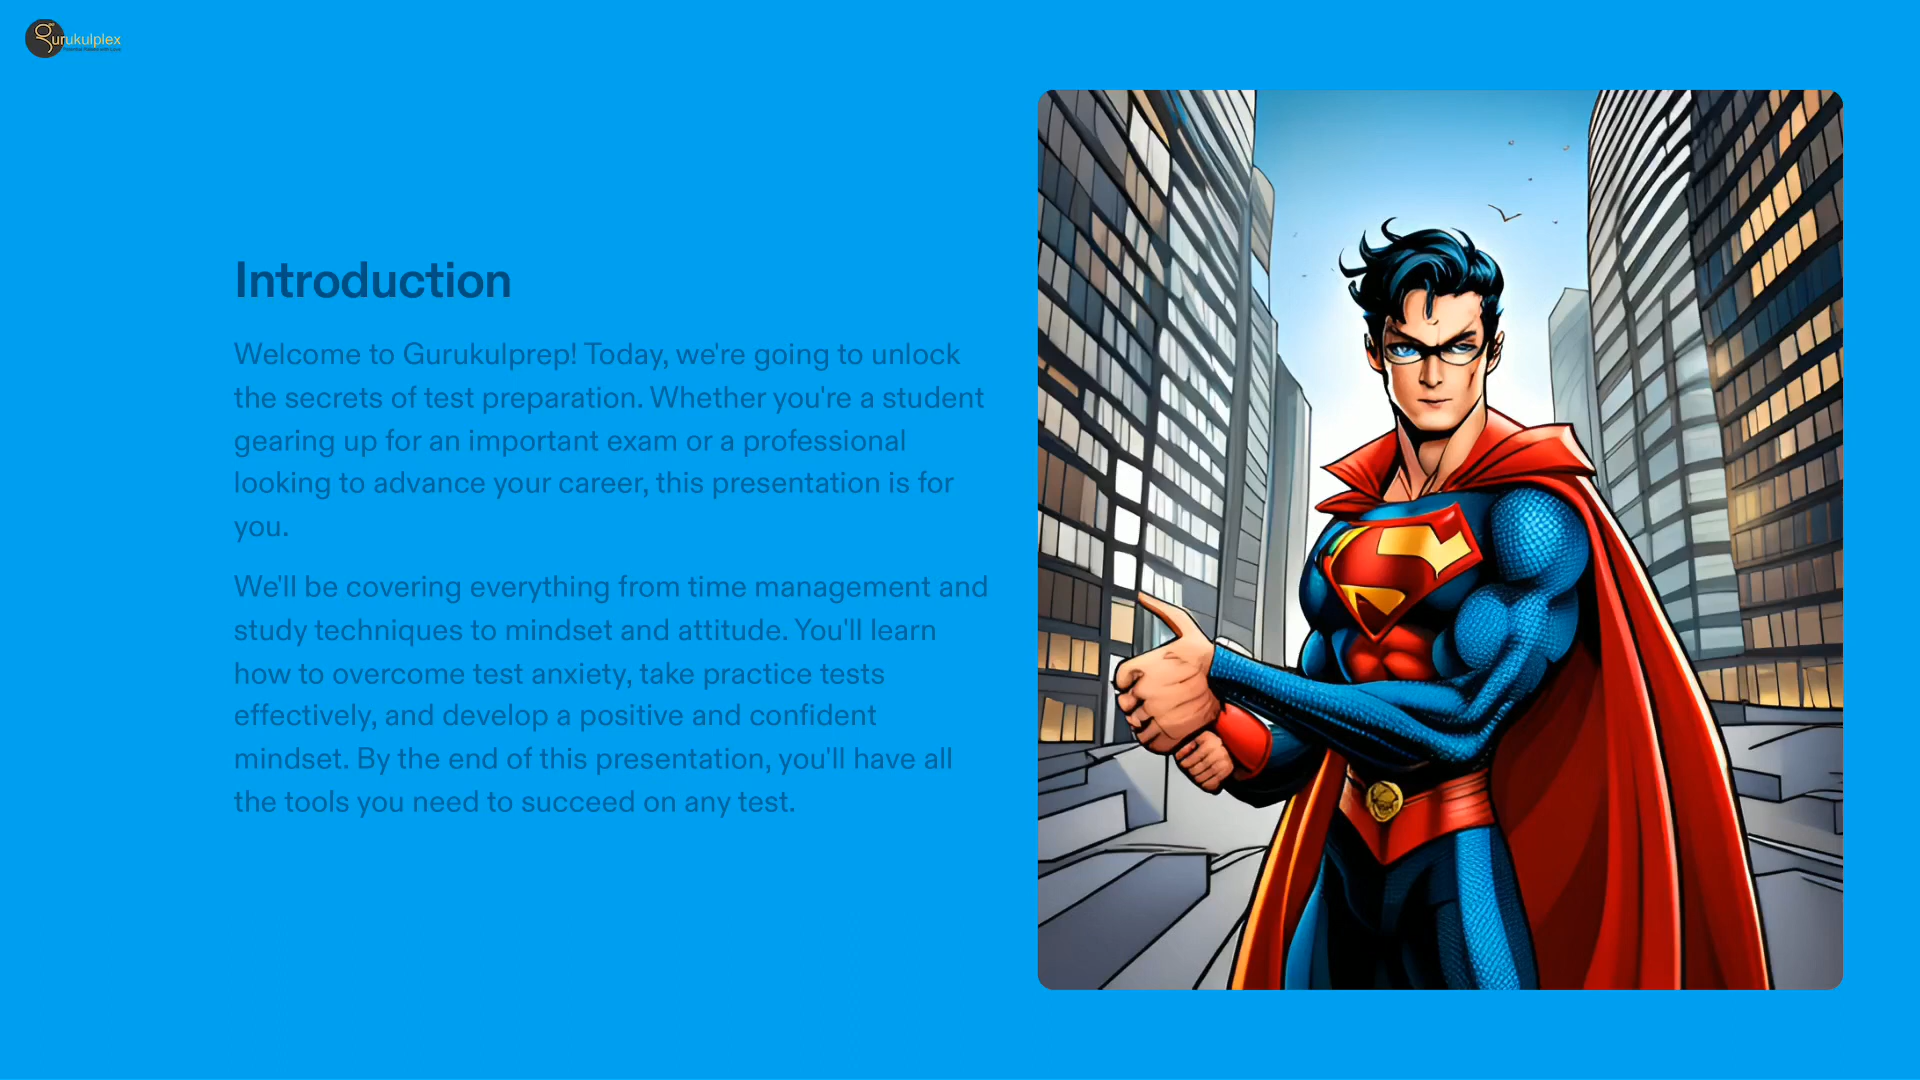 gurukulplex
Introduction
Welcome to Gurukulprep! Today, we're going to unlock
the secrets of test preparation. Whether you're a student
gearing up for an important exam or a professional
looking to advance your career, this presentation is for
you.
We'll be covering everything from time management and
study techniques to mindset and attitude. You'll learn
how to overcome test anxiety, take practice tests
effectively, and develop a positive and confident
mindset. By the end of this presentation, you'll have all
the tools you need to succeed on any test.